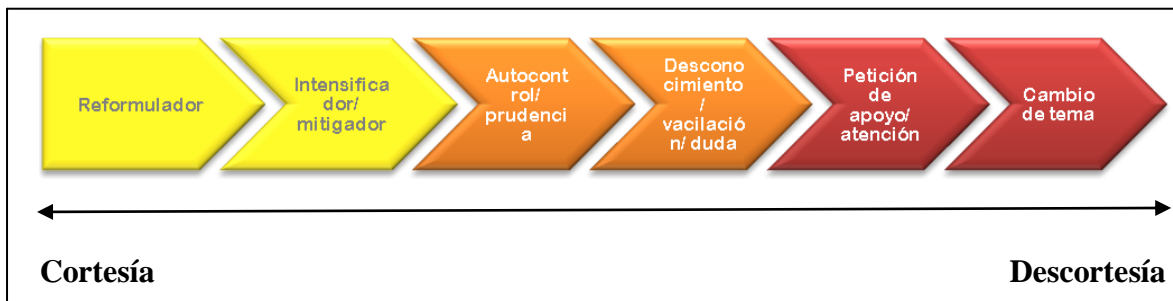 Reformulador
Intensifica
dor/
mitigador
Autocont
rol/
prudenci
a
Descono
cimiento
/
vacilació
n/ duda
Petición
de
apoyo/
atención
Cambio
de tema
Cortesía
Descortesía